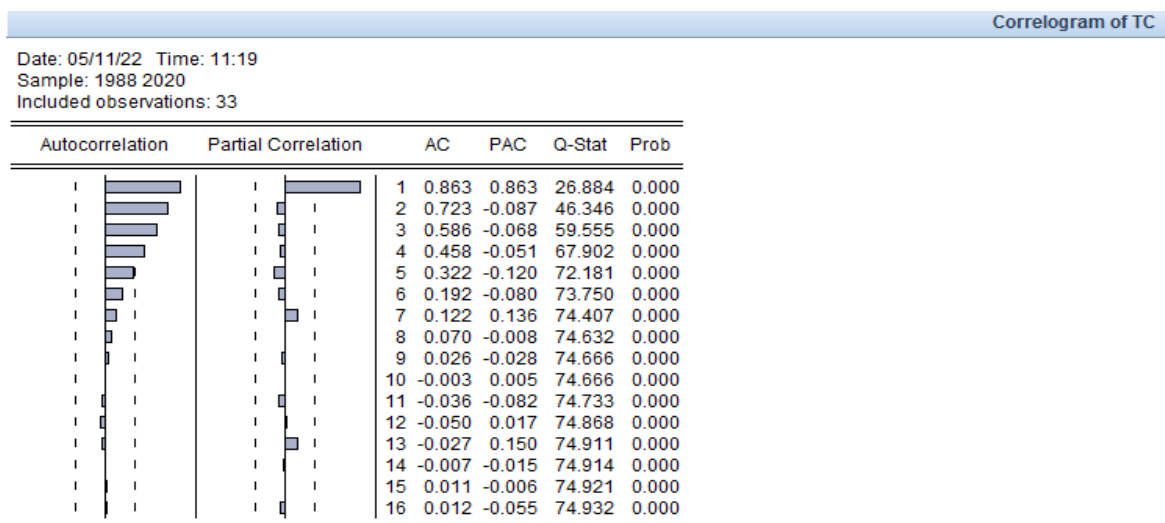 Correlogram of TC
Date: 05/11/22 Time: 11:19
Sample: 1988 2020
Included observations: 33
Autocorrelation Partial Correlation AC PAC Q-Stat Prob
1 0.863 0.863 26.884 0.000
2 0.723 -0.087 46.346 0.000
3 0.586 -0.068 59.555 0.000
4 0.458 -0.051 67.902 0.000
5 0.322 -0.120 72.181 0.000
6 0.192 -0.080 73.750 0.000
7 0.122 0.136 74.407 0.000
8 0.070 -0.008 74.632 0.000
9 0.026 -0.028 74.666 0.000
10 -0.003 0.005 74.666 0.000
11 -0.036 -0.082 74.733 0.000
12 -0.050 0.017 74.868 0.000
13 -0.027 0.150 74.911 0.000
14 -0.007 -0.015 74.914 0.000
15 0.011 -0.006 74.921 0.000
16 0.012 -0.055 74.932 0.000